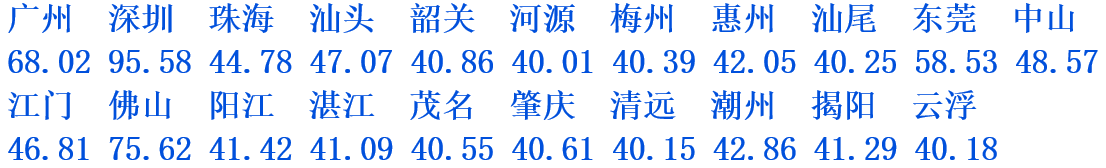 广州 深圳 珠海 汕头 韶关 河源 梅州 惠州 汕尾 东莞 中山
68.02 95.58 44.78 47.07 40.86 40.01 40.39 42.05 40.25 58.53 48.57
江门 佛山 阳江 湛江 茂名 肇庆 清远 潮州 揭阳 云浮
46.81 75.62 41.42 41.09 40.55 40.61 40.15 42.86 41.29 40.18